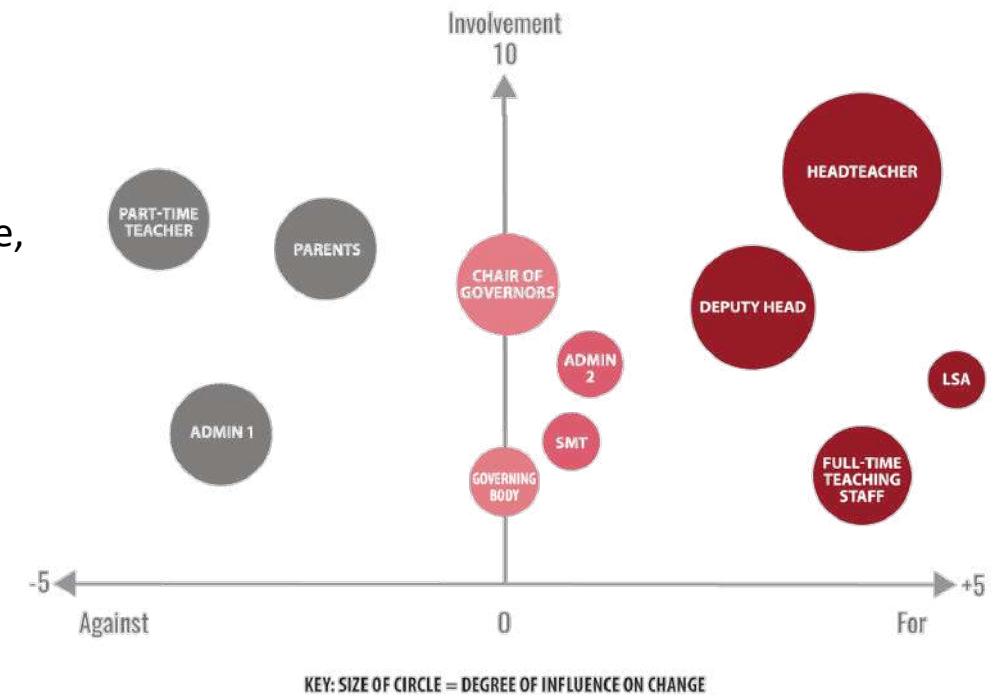 Involvement
10
HEADTEACHER
PART-TIME
TEACHER
e,
PARENTS
CHAIR OF
GOVERNORS
DEPUTY HEAD
ADMIN
2
LSA
ADMIN 1
SMT
FULL-TIME
TEACHING
STAFF
GOVERNING
BODY
-5
+5
Against
0
For
KEY: SIZE OF CIRCLE = DEGREE OF INFLUENCE ON CHANGE